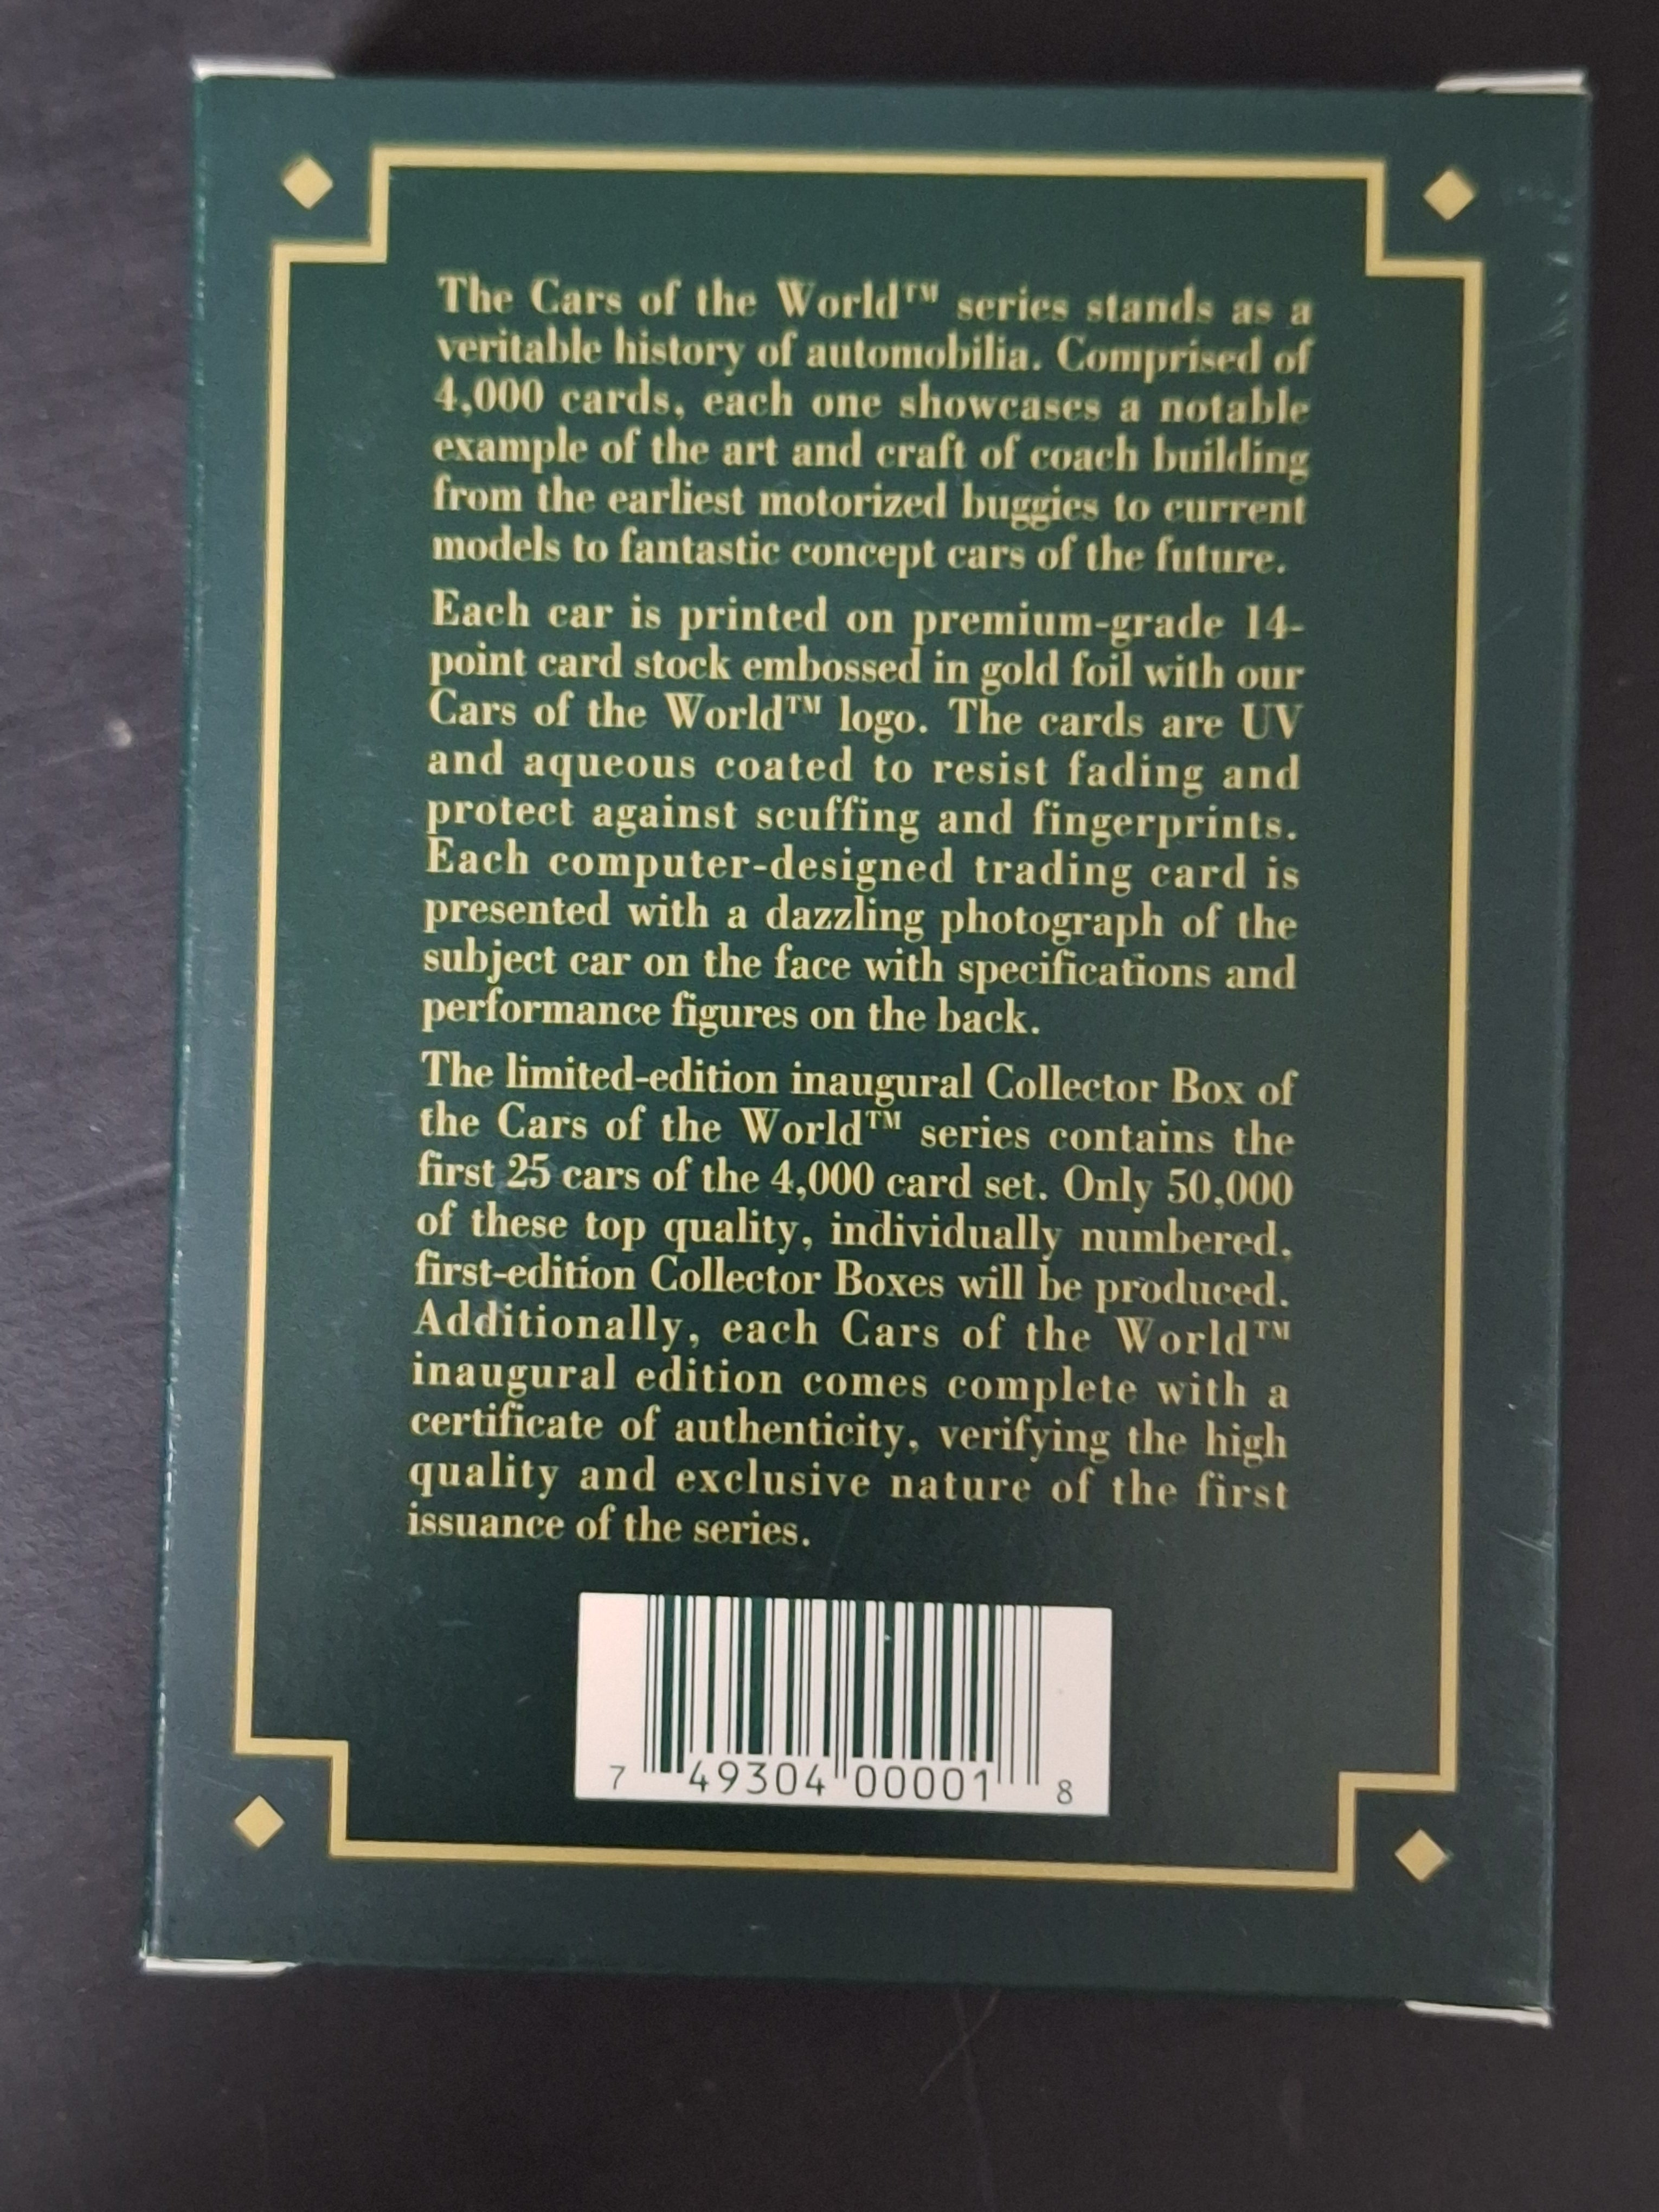 The Cars of the World™ series stands as a
veritable history of automobilia. Comprised of
4,000 cards, each one showcases a notable
example of the art and craft of coach building
from the earliest motorized buggies to current
models to fantastic concept cars of the future.
Each car is printed on premium-grade 14-
point card stock embossed in gold foil with our
Cars of the World™ logo. The cards are UV
and aqueous coated to resist fading and
protect against scuffing and fingerprints.
Each computer-designed trading card is
presented with a dazzling photograph of the
subject car on the face with specifications and
performance figures on the back.
The limited-edition inaugural Collector Box of
the Cars of the World™ series contains the
first 25 cars of the 4,000 card set. Only 50,000
of these top quality, individually numbered,
first-edition Collector Boxes will be produced.
Additionally, each Cars of the World™
inaugural edition comes complete with a
certificate of authenticity, verifying the high
quality and exclusive nature of the first
issuance of the series.
7 49304 00001 8